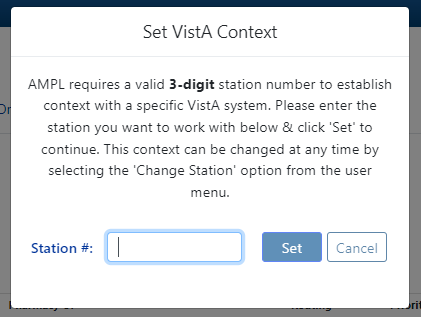 Set VistA Context
AMPL requires a valid 3-digit station number to establish
context with a specific VistA system. Please enter the
station you want to work with below & click 'Set' to
continue. This context can be changed at any time by
selecting the 'Change Station' option from the user
menu.
Station #: Set Cancel